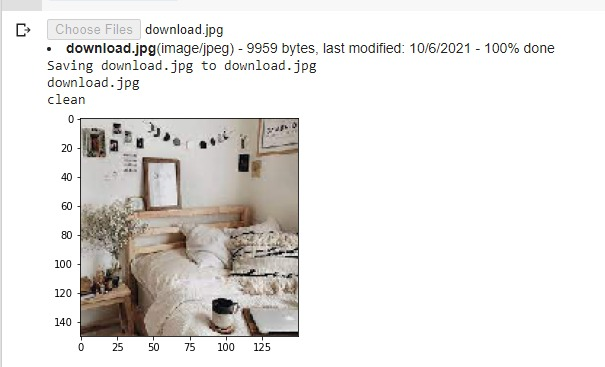 Choose Files download.jpg
• download.jpg(image/jpeg) - 9959 bytes, last modified: 10/6/2021 - 100% done
Saving download.jpg to download.jpg
download.jpg
clean
0
20
40
60
80
100
120
140
0 25 50 75 100 125